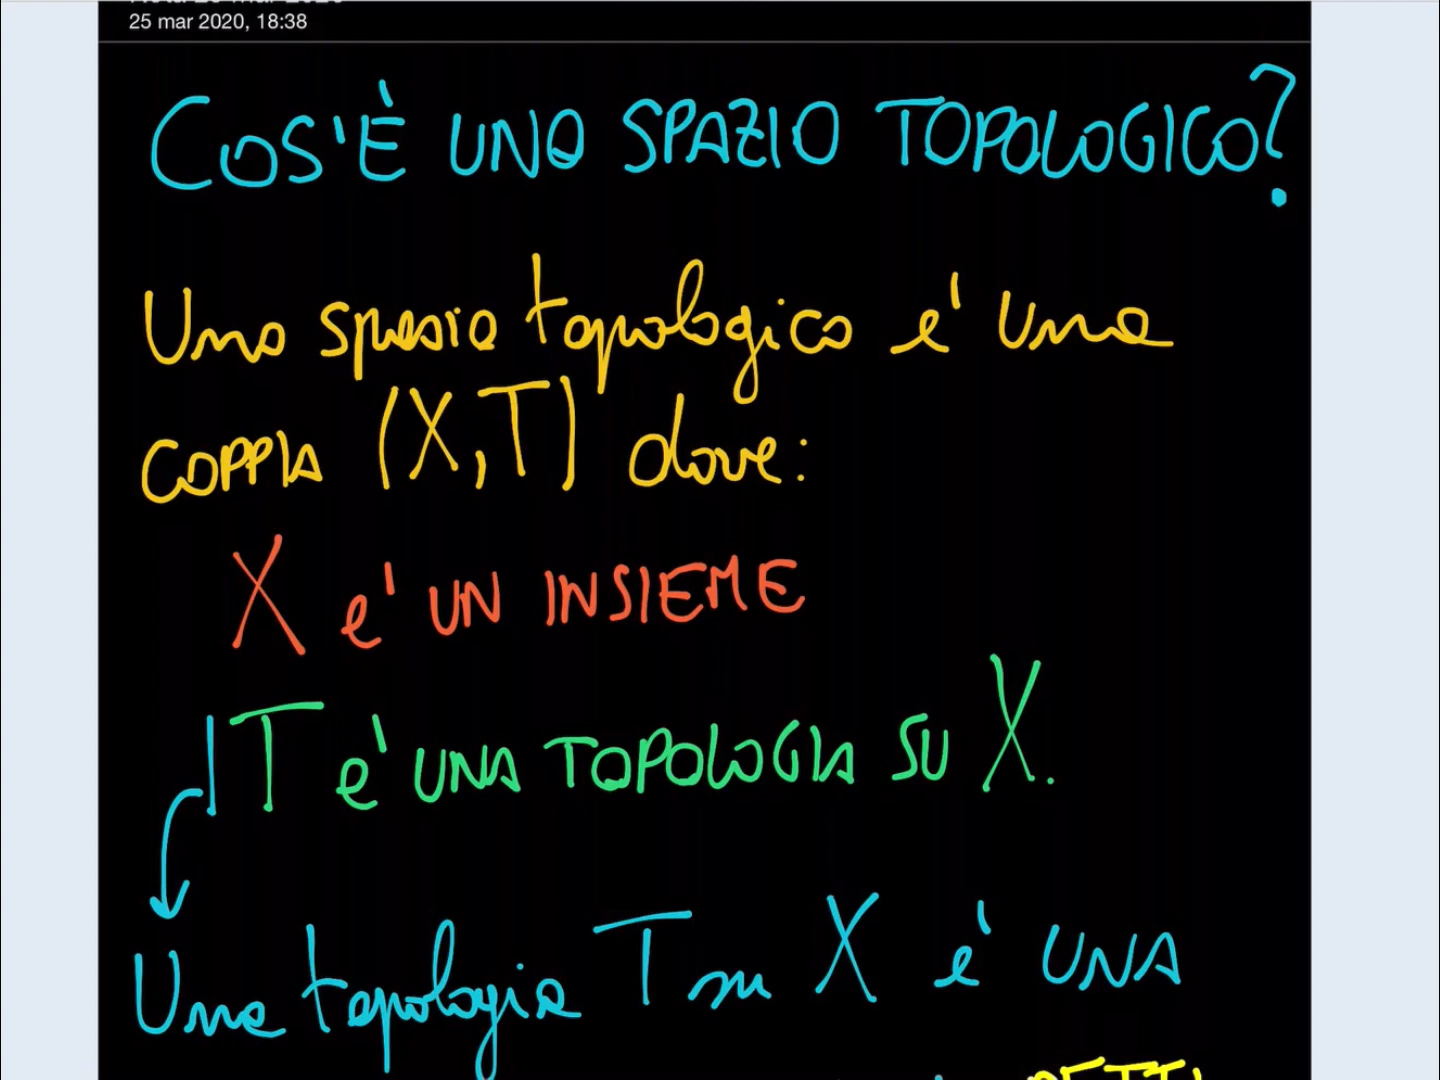 25 mar 2020, 18:38
COS'È UNO SPAZIO TOPOLOGICO?
Uno spazio topologico e' una
COPPIA (X,T) dove:
X e' UN INSIEME
T e' UNA TOPOLOGIA SU X.
Una topologia T su X e' UNA